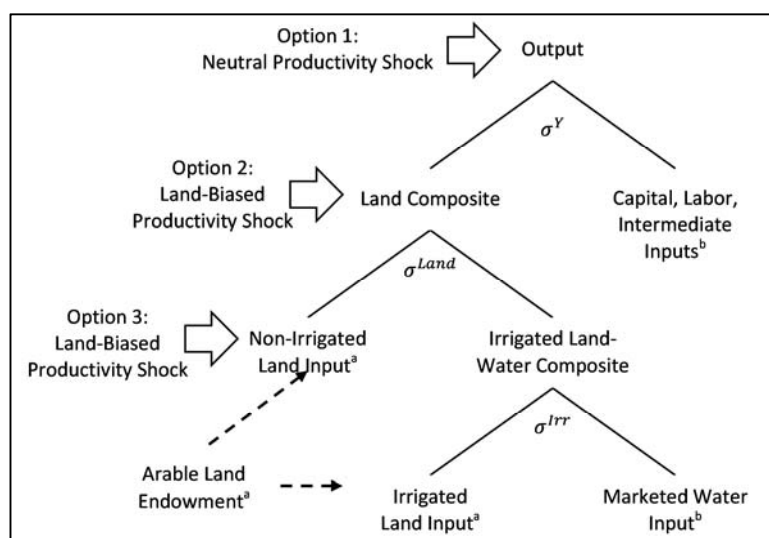 Option 1:
Neutral Productivity Shock
Output
σ^Y
Option 2:
Land-Biased
Productivity Shock
Land Composite
Capital, Labor,
Intermediate
Inputs^b
σ^Land
Option 3:
Land-Biased
Productivity Shock
Non-Irrigated
Land Input^a
Irrigated Land-
Water Composite
σ^Irr
Arable Land
Endowment^a
Irrigated
Land Input^a
Marketed Water
Input^b